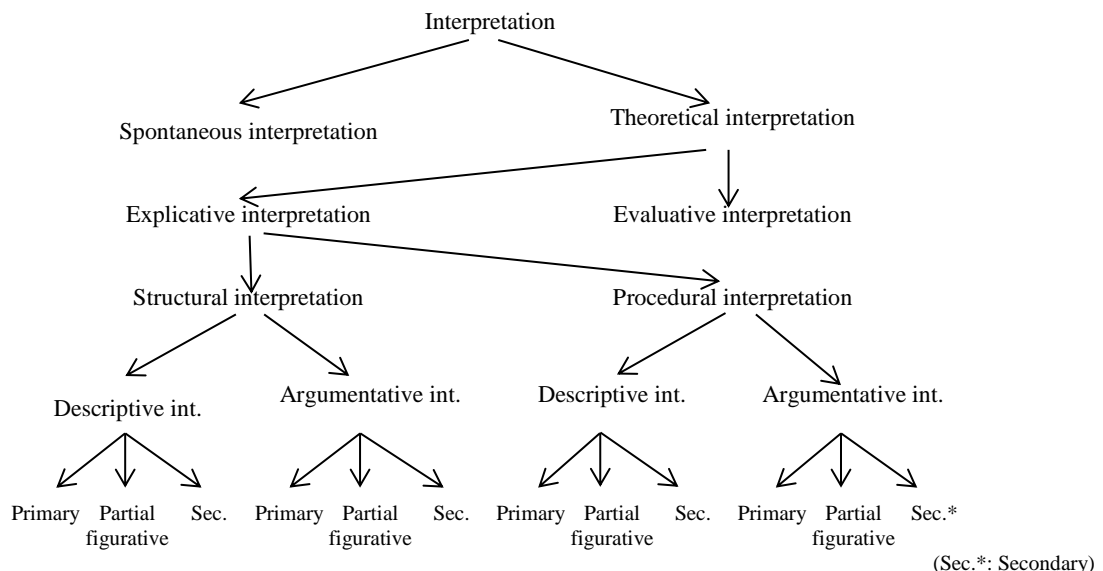 Interpretation
Spontaneous interpretation
Theoretical interpretation
Explicative interpretation
Evaluative interpretation
Structural interpretation
Procedural interpretation
Descriptive int.
Argumentative int.
Descriptive int.
Argumentative int.
Primary
Partial
figurative
Sec.
Primary
Partial
figurative
Sec.
Primary
Partial
figurative
Sec.
Primary
Partial
figurative
Sec.*
(Sec.*: Secondary)